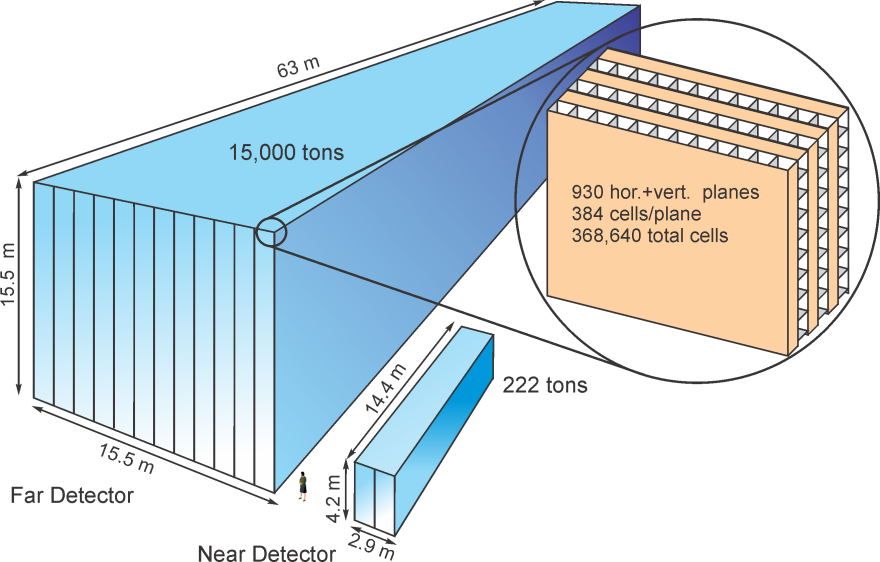 63 m
15,000 tons
930 hor.+vert. planes
384 cells/plane
368,640 total cells
15.5 m
15.5 m
Far Detector
14.4 m
222 tons
4.2 m
2.9 m
Near Detector